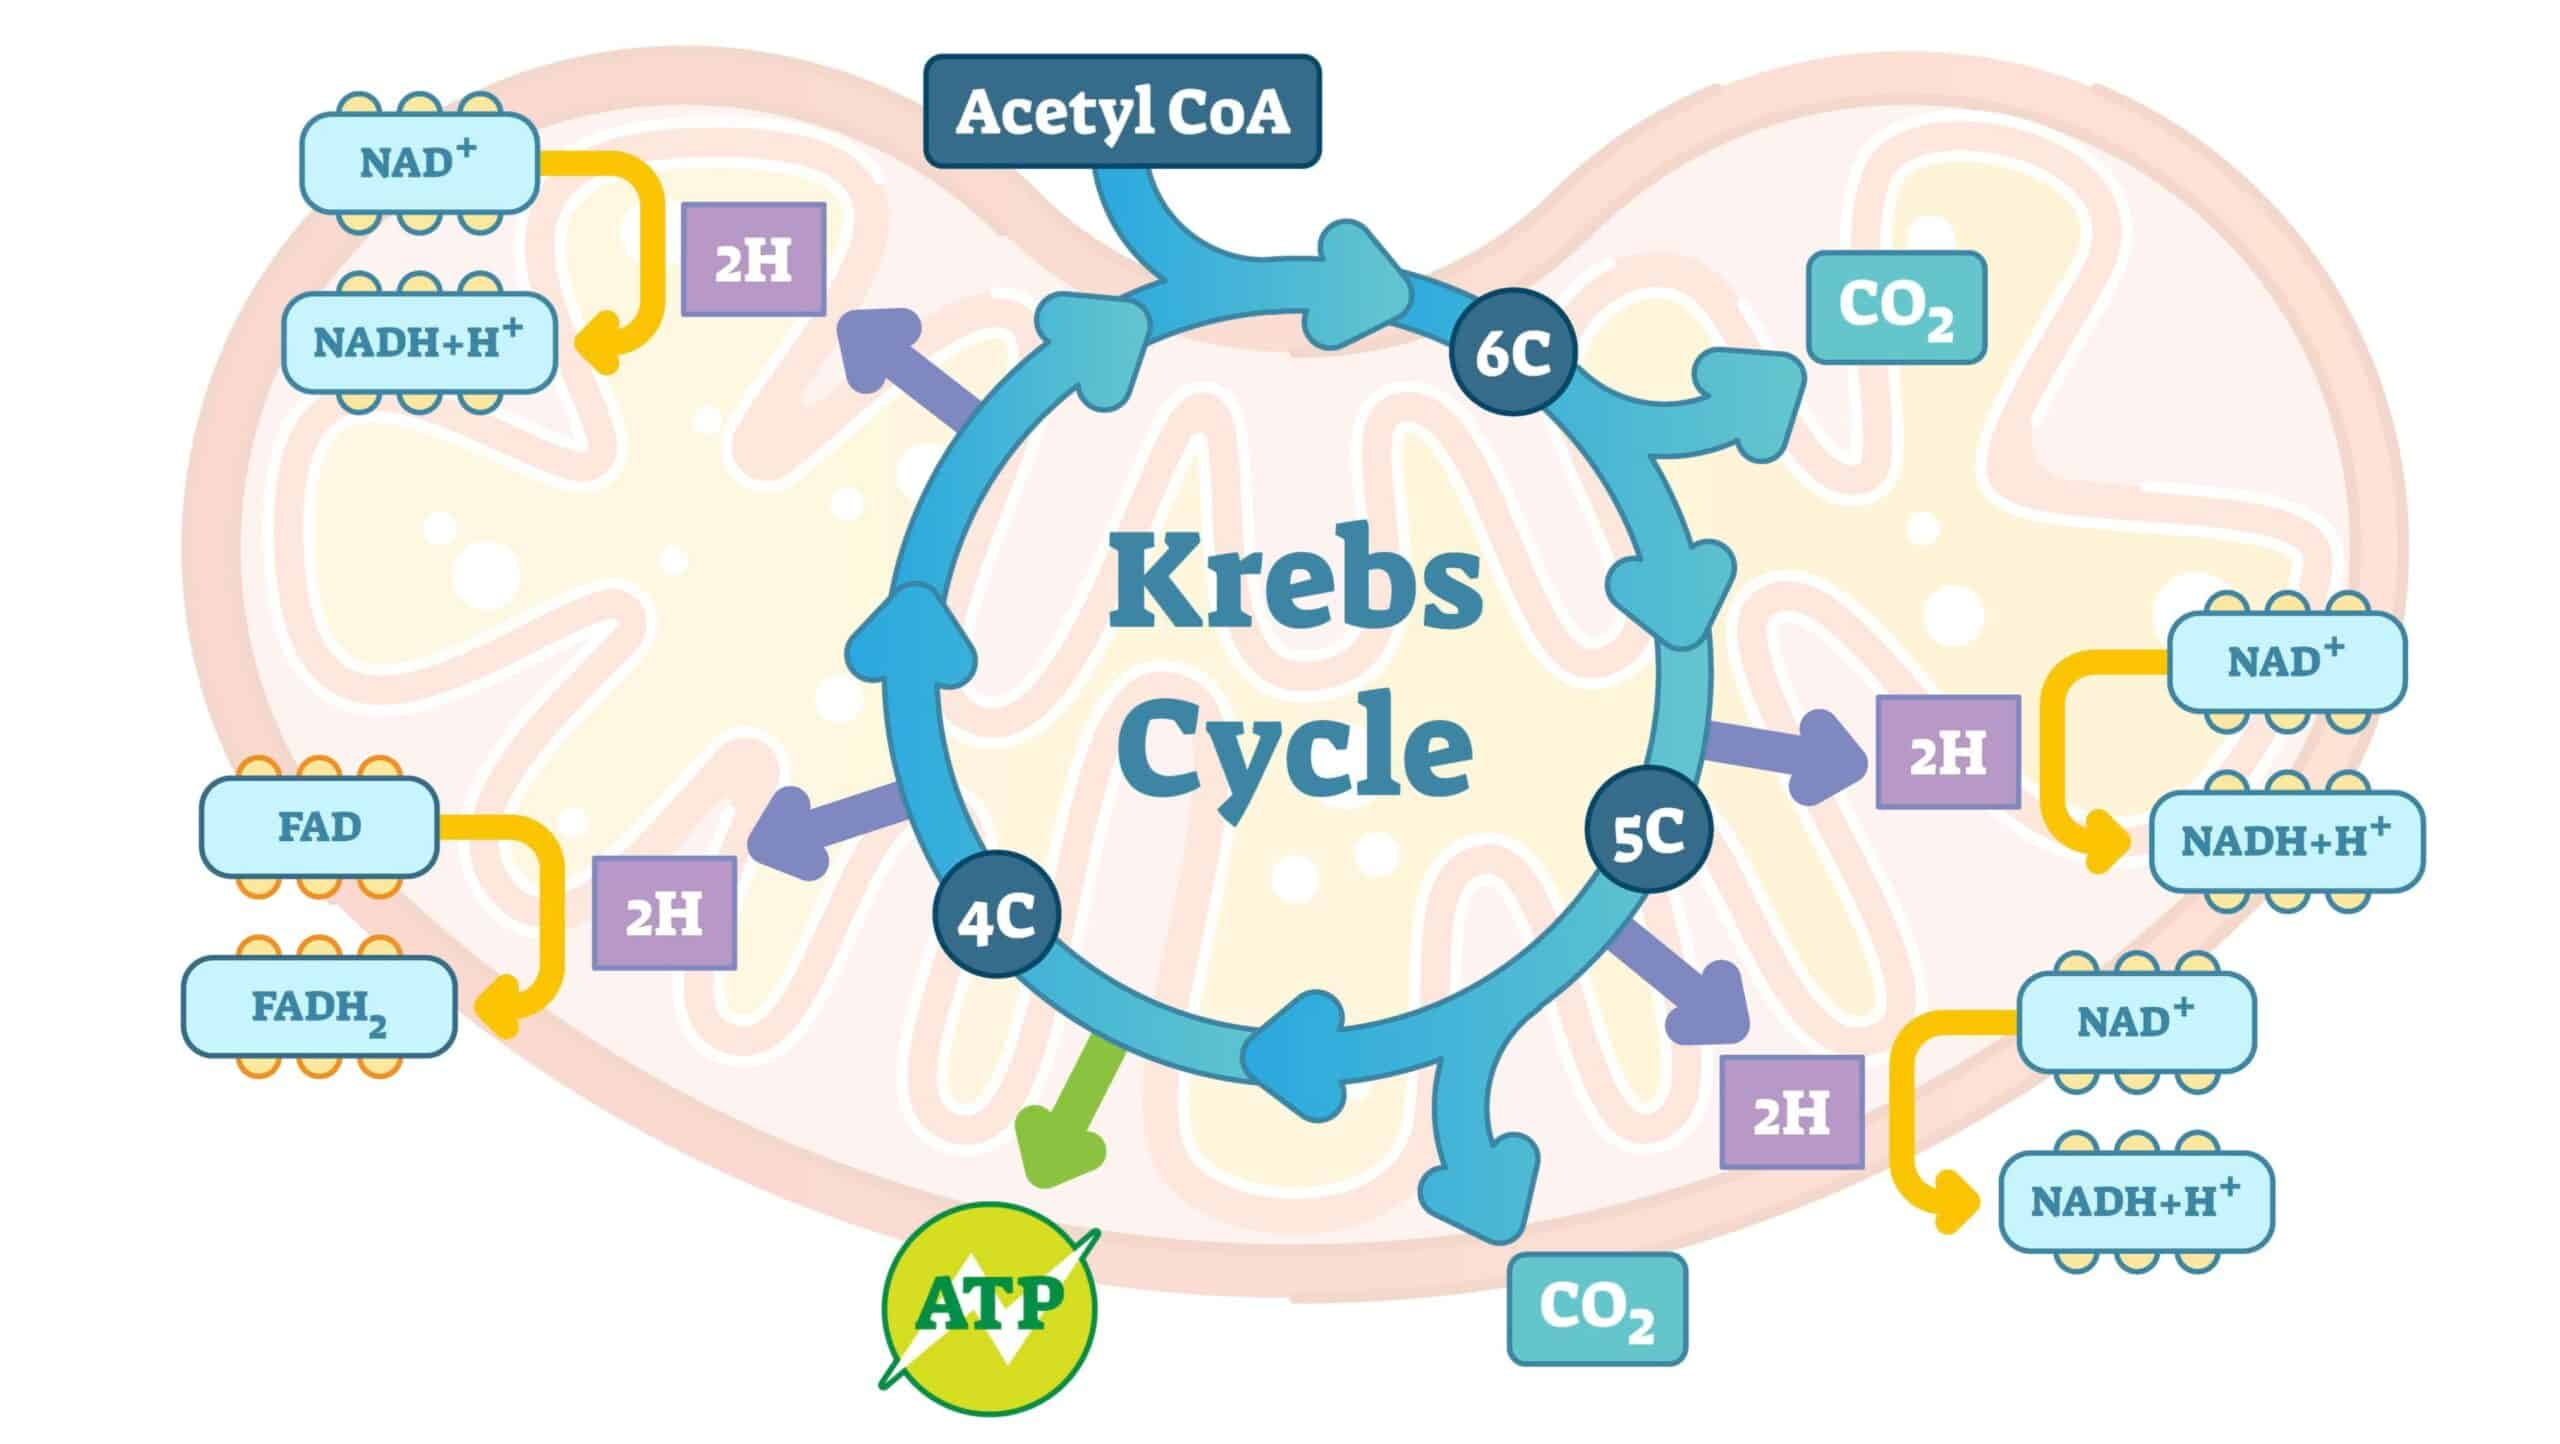 Acetyl CoA
NAD⁺
2H
NADH+H⁺
6C
CO₂
Krebs
Cycle
NAD⁺
2H
NADH+H⁺
5C
FAD
2H
FADH₂
4C
NAD⁺
2H
NADH+H⁺
ATP
CO₂